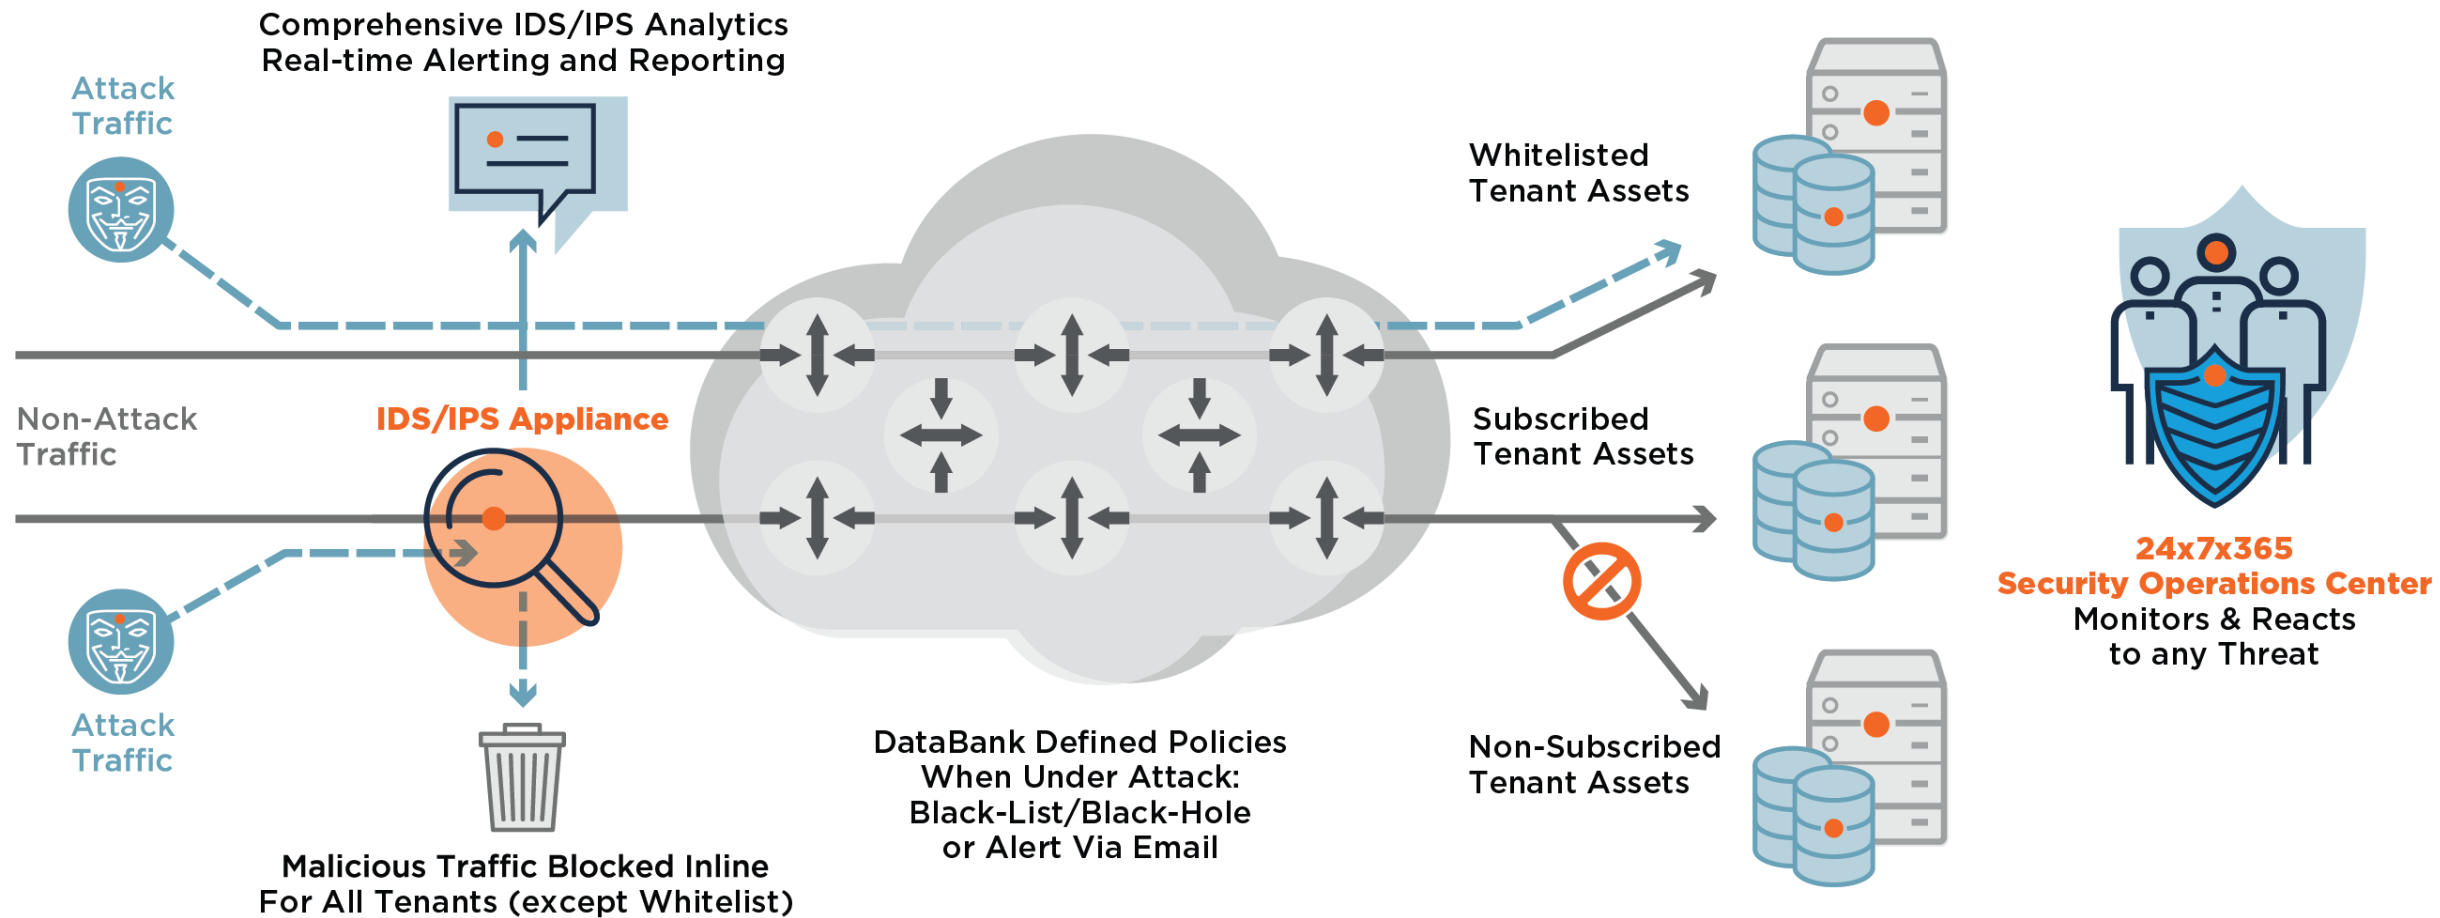 Comprehensive IDS/IPS Analytics
Real-time Alerting and Reporting
Attack
Traffic
Whitelisted
Tenant Assets
Non-Attack
Traffic
IDS/IPS Appliance
Subscribed
Tenant Assets
24x7x365
Security Operations Center
Monitors & Reacts
to any Threat
Attack
Traffic
DataBank Defined Policies
When Under Attack:
Black-List/Black-Hole
or Alert Via Email
Non-Subscribed
Tenant Assets
Malicious Traffic Blocked Inline
For All Tenants (except Whitelist)